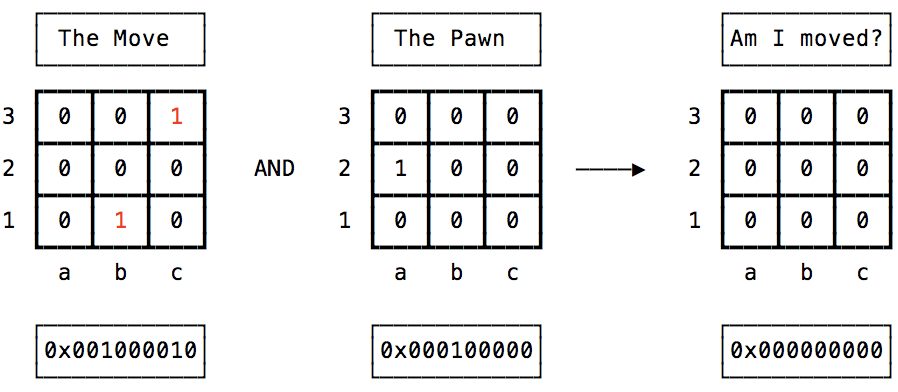 The Move The Pawn Am I moved?
3 0 0 1 3 0 0 0 3 0 0 0
2 0 0 0 AND 2 1 0 0 2 0 0 0
1 0 1 0 1 0 0 0 1 0 0 0
a b c a b c a b c
0x001000010 0x000100000 0x000000000